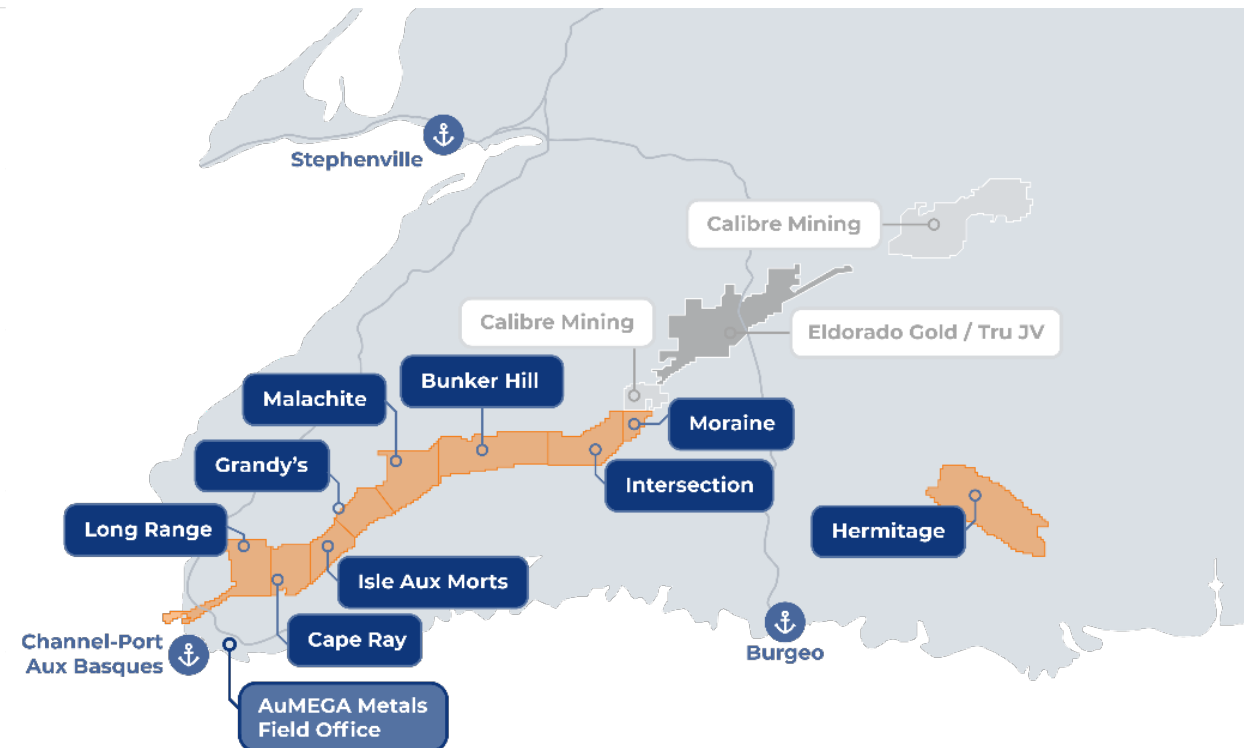 Stephenville
Calibre Mining
Calibre Mining
Eldorado Gold / Tru JV
Bunker Hill
Malachite
Moraine
Grandy's
Intersection
Long Range
Hermitage
Isle Aux Morts
Cape Ray
Channel-Port
Aux Basques
Burgeo
AuMEGA Metals
Field Office